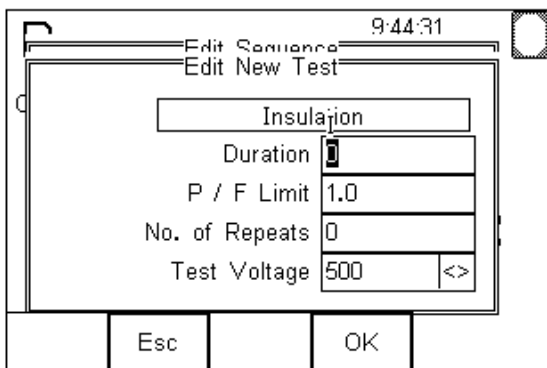 9:44:31
Edit Sequence
Edit New Test
Insulation
Duration 0
P / F Limit 1.0
No. of Repeats 0
Test Voltage 500 <>
Esc OK